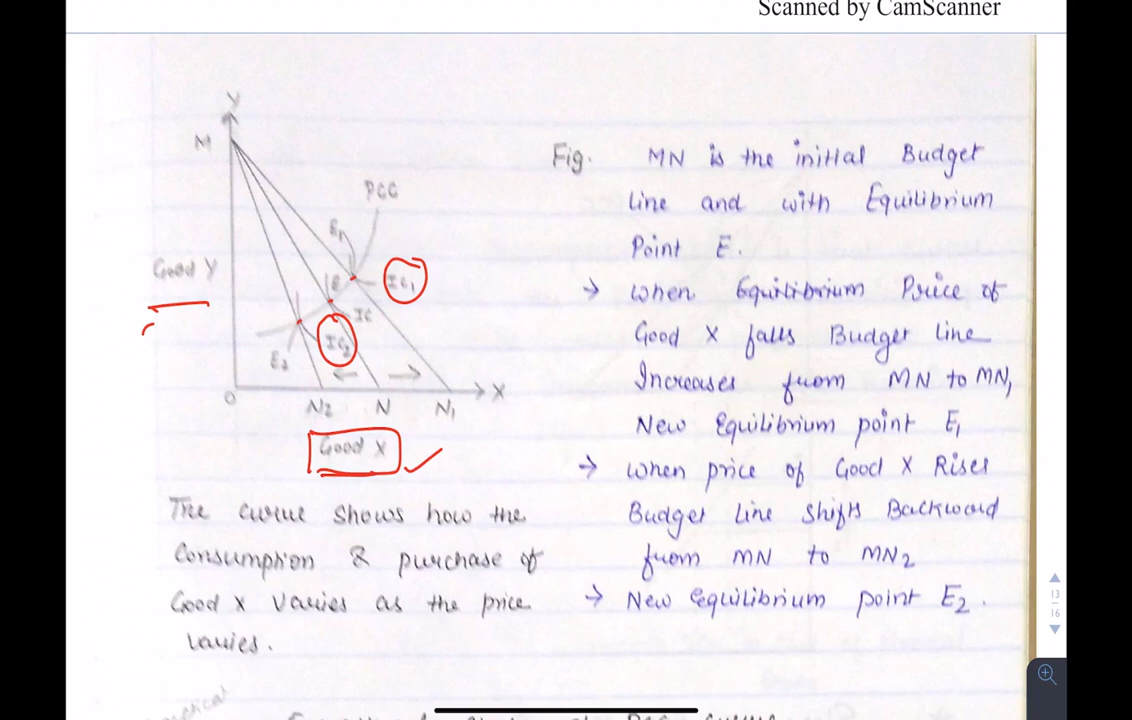 Scanned by CamScanner
Y
M
PCC
E1
Good Y
E
IC1
IC
IC2
E2
O
N2
N
N1
X
Good X
The curve shows how the
Consumption & purchase of
Good X varies as the price
varies.
Fig. MN is the initial Budget
line and with Equilibrium
Point E.
→ when Equilibrium Price of
Good X falls Budget line
Increases from MN to MN1
New Equilibrium point E1
→ when price of Good X Rises
Budget line shifts Backward
from MN to MN2
→ New equilibrium point E2.
13
16